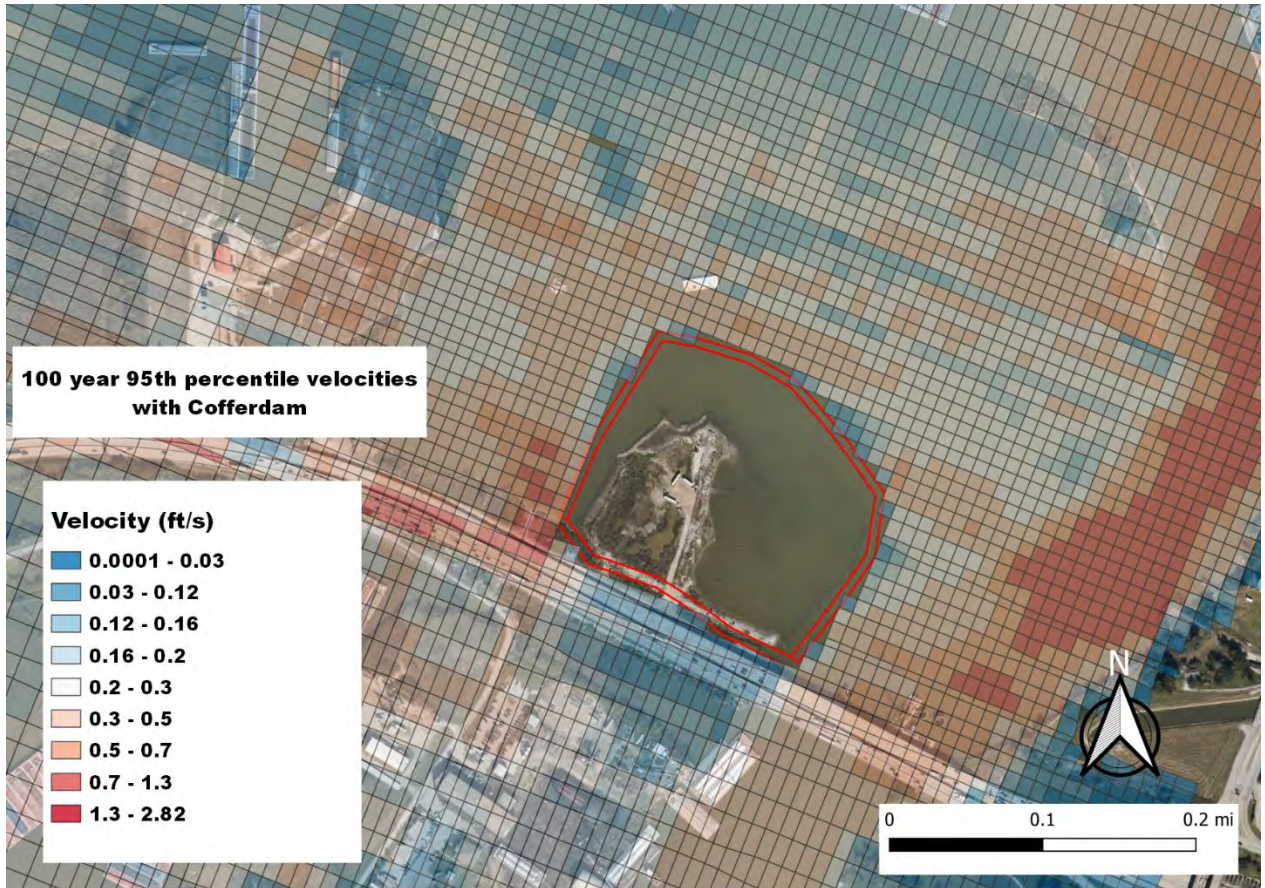 100 year 95th percentile velocities
with Cofferdam
Velocity (ft/s)
0.0001 - 0.03
0.03 - 0.12
0.12 - 0.16
0.16 - 0.2
0.2 - 0.3
0.3 - 0.5
0.5 - 0.7
0.7 - 1.3
1.3 - 2.82
N
0 0.1 0.2 mi